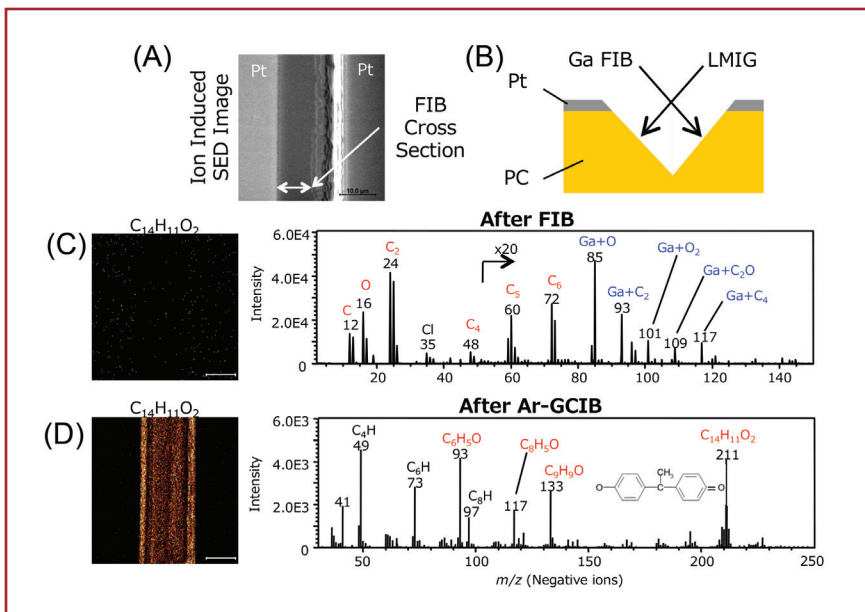 (A)
Ion Induced
SED Image
Pt
Pt
10.0 µm
FIB
Cross
Section
(B)
Ga FIB
LMIG
Pt
PC
(C)
C₁₄H₁₁O₂
After FIB
Intensity
6.0E4
4.0E4
2.0E4
0
C
12
O
16
C₂
24
Cl
35
C₄
48
x20
C₅
60
C₆
72
Ga+O
85
Ga+C₂
93
Ga+O₂
101
Ga+C₂O
109
Ga+C₄
117
20 40 60 80 100 120 140
(D)
C₁₄H₁₁O₂
After Ar-GCIB
Intensity
6.0E3
4.0E3
2.0E3
0
41
C₄H
49
C₆H
73
C₆H₅O
93
C₈H
97
C₈H₅O
117
C₉H₉O
133
O
CH₃
C
O
C₁₄H₁₁O₂
211
50 100 150 200 250
m/z (Negative ions)